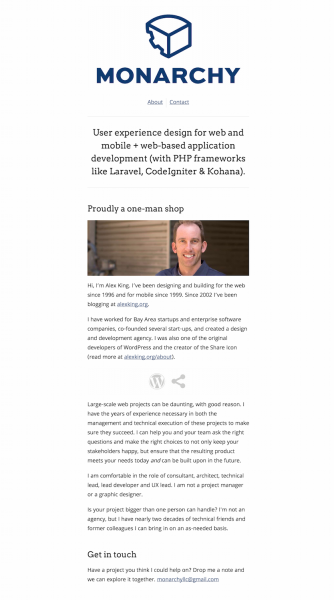 MONARCHY
About Contact
User experience design for web and
mobile + web-based application
development (with PHP frameworks
like Laravel, CodeIgniter & Kohana).
Proudly a one-man shop
Hi, I'm Alex King. I've been designing and building for the web
since 1996 and for mobile since 1999. Since 2002 I've been
blogging at alexking.org.
I have worked for Bay Area startups and enterprise software
companies, co-founded several start-ups, and created a design
and development agency. I was also one of the original
developers of WordPress and the creator of the Share Icon
(read more at alexking.org/about).
Large-scale web projects can be daunting, with good reason. I
have the years of experience necessary in both the
management and technical execution of these projects to make
sure they succeed. I can help you and your team ask the right
questions and make the right choices to not only keep your
stakeholders happy, but ensure that the resulting product
meets your needs today and can be built upon in the future.
I am comfortable in the role of consultant, architect, technical
lead, lead developer and UX lead. I am not a project manager
or a graphic designer.
Is your project bigger than one person can handle? I'm not an
agency, but I have nearly two decades of technical friends and
former colleagues I can bring in on an as-needed basis.
Get in touch
Have a project you think I could help on? Drop me a note and
we can explore it together. monarchyllc@gmail.com